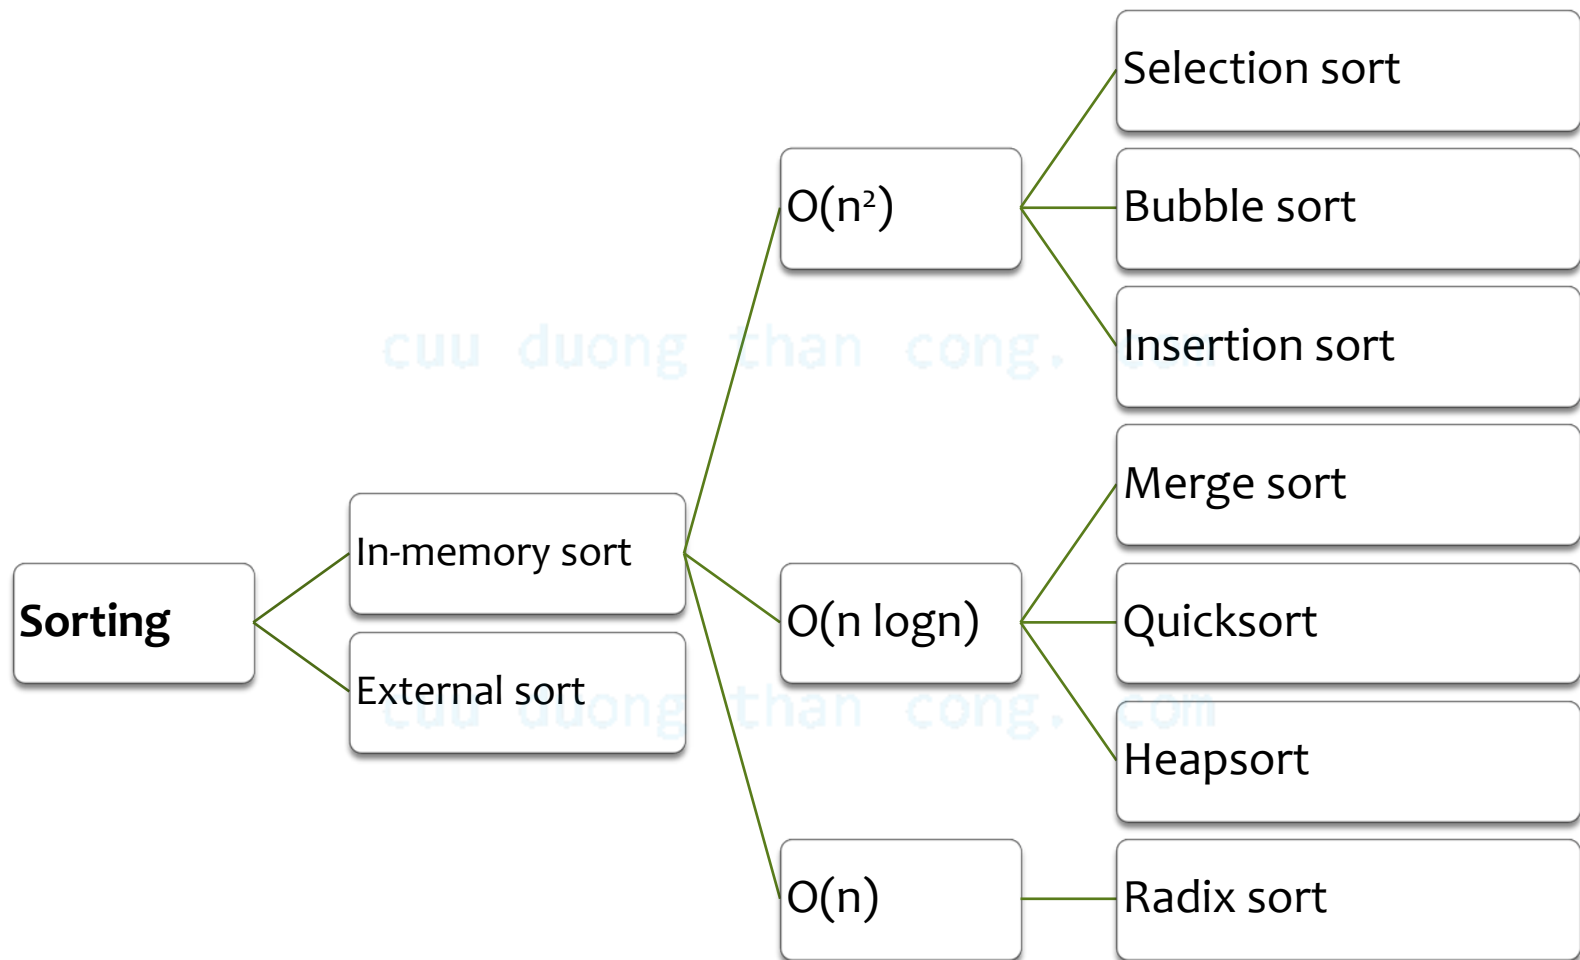 Sorting
In-memory sort
External sort
O(n²)
O(n logn)
O(n)
Selection sort
Bubble sort
Insertion sort
Merge sort
Quicksort
Heapsort
Radix sort
cuu duong than cong. com
cuu duong than cong. com